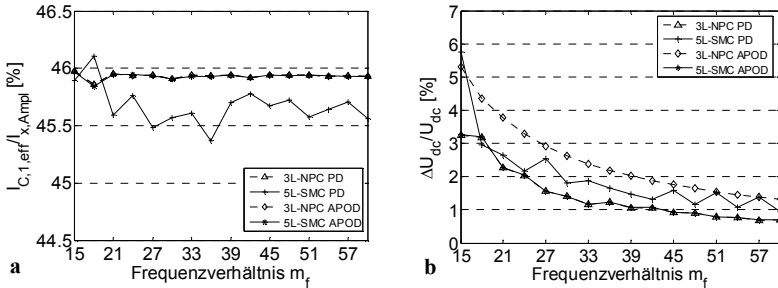 46.5
46
45.5
45
44.5
I_C,1,eff/I_x,Ampl [%]
15 21 27 33 39 45 51 57
Frequenzverhältnis m_f
3L-NPC PD
5L-SMC PD
3L-NPC APOD
5L-SMC APOD
a
7
6
5
4
3
2
1
0
ΔU_dc/U_dc [%]
15 21 27 33 39 45 51 57
Frequenzverhältnis m_f
3L-NPC PD
5L-SMC PD
3L-NPC APOD
5L-SMC APOD
b